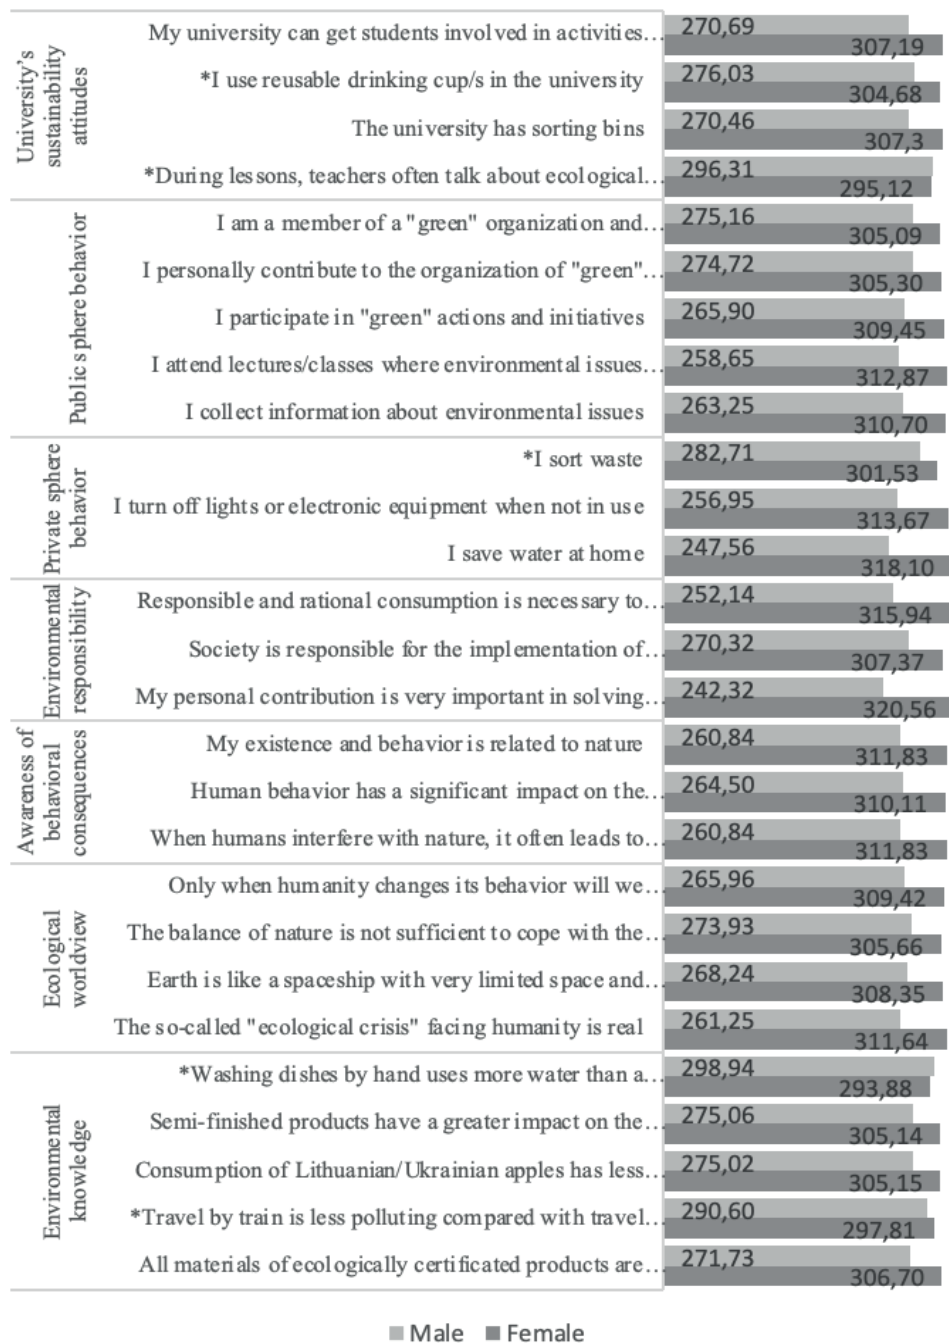 University's
sustainability
attitudes
My university can get students involved in activities... 270,69
307,19
*I use reusable drinking cup/s in the university 276,03
304,68
The university has sorting bins 270,46
307,3
*During lessons, teachers often talk about ecological... 296,31
295,12
Public sphere behavior
I am a member of a "green" organization and... 275,16
305,09
I personally contribute to the organization of "green"... 274,72
305,30
I participate in "green" actions and initiatives 265,90
309,45
I attend lectures/classes where environmental issues... 258,65
312,87
I collect information about environmental issues 263,25
310,70
Private sphere
behavior
*I sort waste 282,71
301,53
I turn off lights or electronic equipment when not in use 256,95
313,67
I save water at home 247,56
318,10
Environmental
responsibility
Responsible and rational consumption is necessary to... 252,14
315,94
Society is responsible for the implementation of... 270,32
307,37
My personal contribution is very important in solving... 242,32
320,56
Awareness of
behavioral
consequences
My existence and behavior is related to nature 260,84
311,83
Human behavior has a significant impact on the... 264,50
310,11
When humans interfere with nature, it often leads to... 260,84
311,83
Ecological
worldview
Only when humanity changes its behavior will we... 265,96
309,42
The balance of nature is not sufficient to cope with the... 273,93
305,66
Earth is like a spaceship with very limited space and... 268,24
308,35
The so-called "ecological crisis" facing humanity is real 261,25
311,64
Environmental
knowledge
*Washing dishes by hand uses more water than a... 298,94
293,88
Semi-finished products have a greater impact on the... 275,06
305,14
Consumption of Lithuanian/Ukrainian apples has less... 275,02
305,15
*Travel by train is less polluting compared with travel... 290,60
297,81
All materials of ecologically certificated products are... 271,73
306,70
Male Female